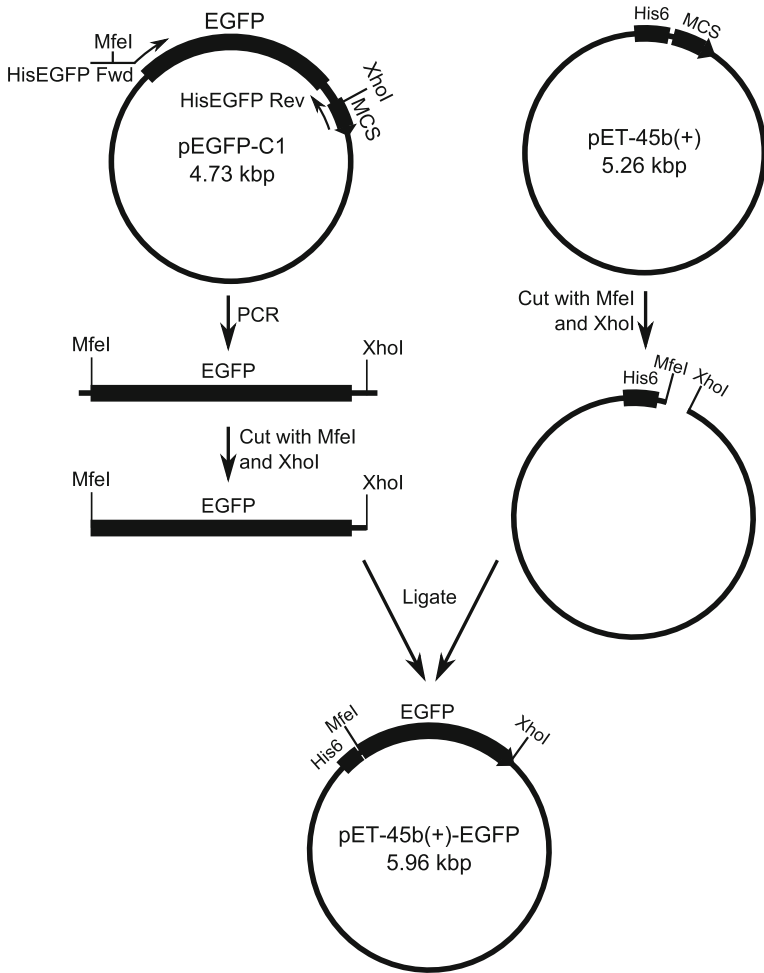 EGFP
MfeI
HisEGFP Fwd
XhoI
HisEGFP Rev
MCS
pEGFP-C1
4.73 kbp
His6
MCS
pET-45b(+)
5.26 kbp
PCR
Cut with MfeI
and XhoI
MfeI
EGFP
XhoI
His6
MfeI
XhoI
Cut with MfeI
and XhoI
MfeI
EGFP
XhoI
Ligate
EGFP
MfeI
His6
XhoI
pET-45b(+)-EGFP
5.96 kbp